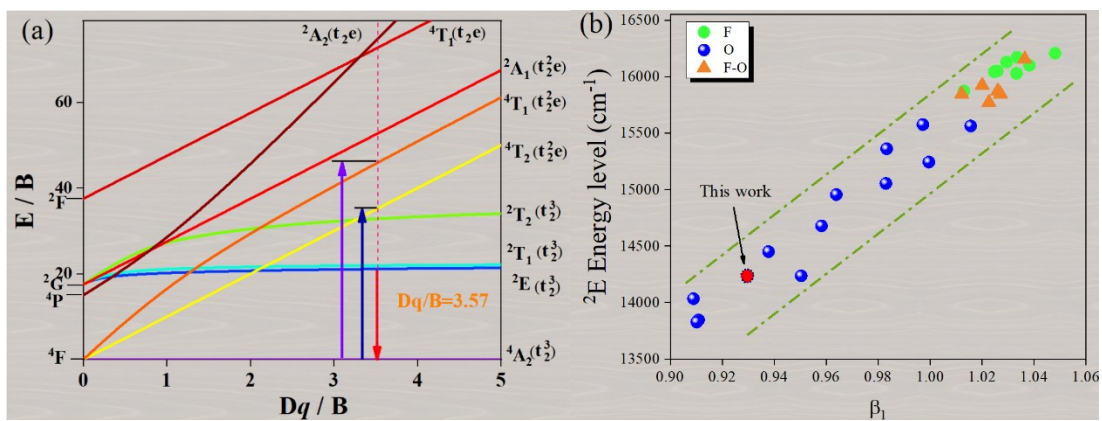 (a)
²A₂(t₂e)
⁴T₁(t₂e)
²A₁(t₂²e)
⁴T₁(t₂²e)
⁴T₂(t₂²e)
²T₂(t₂³)
²T₁(t₂³)
²E(t₂³)
⁴A₂(t₂³)
Dq/B=3.57
E / B
60
40
20
²F
²G
⁴P
⁴F
0 1 2 3 4 5
Dq / B
(b)
F
O
F-O
This work
²E Energy level (cm⁻¹)
16500
16000
15500
15000
14500
14000
13500
0.90 0.92 0.94 0.96 0.98 1.00 1.02 1.04 1.06
β₁